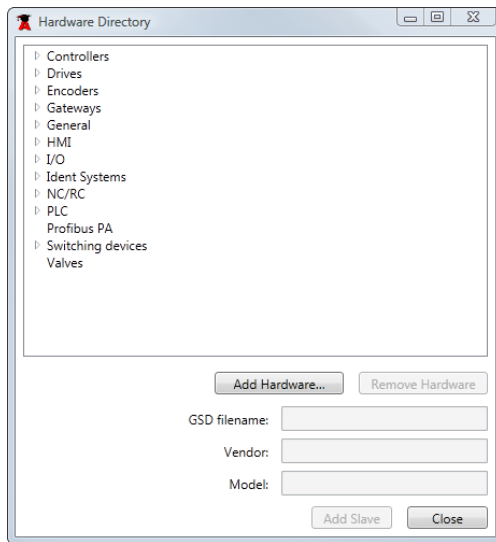 Hardware Directory
Controllers
Drives
Encoders
Gateways
General
HMI
I/O
Ident Systems
NC/RC
PLC
Profibus PA
Switching devices
Valves
Add Hardware... Remove Hardware
GSD filename:
Vendor:
Model:
Add Slave Close